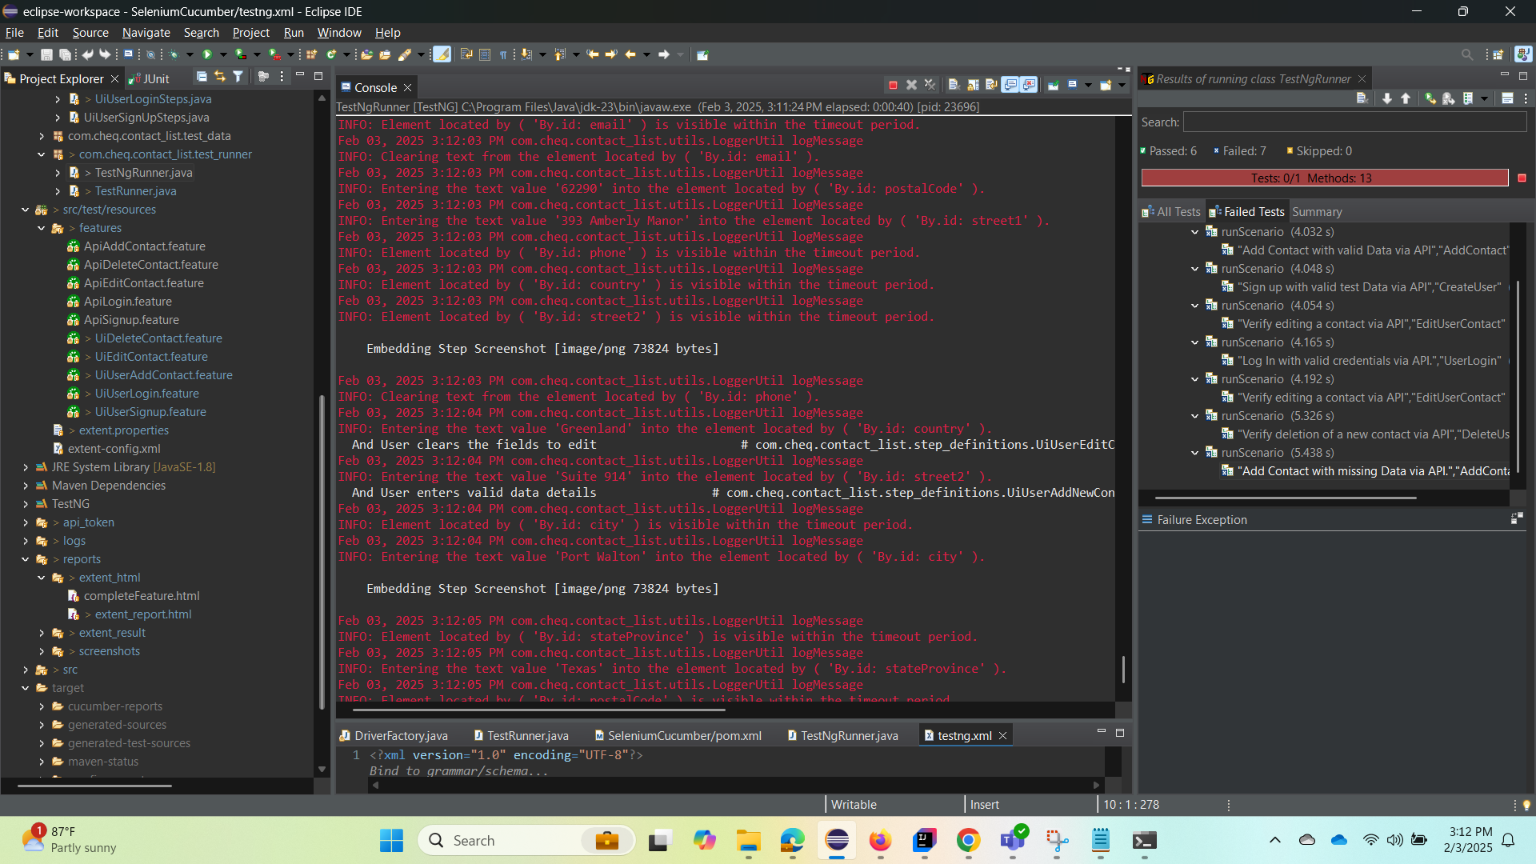 eclipse-workspace - SeleniumCucumber/testng.xml - Eclipse IDE
File Edit Source Navigate Search Project Run Window Help
Project Explorer
JUnit
> UiUserLoginSteps.java
UiUserSignUpSteps.java
com.cheq.contact_list.test_data
> com.cheq.contact_list.test_runner
> TestNgRunner.java
> TestRunner.java
> src/test/resources
> features
ApiAddContact.feature
ApiDeleteContact.feature
ApiEditContact.feature
ApiLogin.feature
ApiSignup.feature
> UiDeleteContact.feature
> UiEditContact.feature
> UiUserAddContact.feature
> UiUserLogin.feature
> UiUserSignup.feature
> extent.properties
extent-config.xml
JRE System Library [JavaSE-1.8]
Maven Dependencies
TestNG
> api_token
> logs
> reports
> extent_html
completeFeature.html
> extent_report.html
> extent_result
> screenshots
> src
target
cucumber-reports
generated-sources
generated-test-sources
maven-status
Console
TestNgRunner [TestNG] C:\Program Files\Java\jdk-23\bin\javaw.exe (Feb 3, 2025, 3:11:24 PM elapsed: 0:00:40) [pid: 23696]
INFO: Element located by ( 'By.id: email' ) is visible within the timeout period.
Feb 03, 2025 3:12:03 PM com.cheq.contact_list.utils.LoggerUtil logMessage
INFO: Clearing text from the element located by ( 'By.id: email' ).
Feb 03, 2025 3:12:03 PM com.cheq.contact_list.utils.LoggerUtil logMessage
INFO: Entering the text value '62290' into the element located by ( 'By.id: postalCode' ).
Feb 03, 2025 3:12:03 PM com.cheq.contact_list.utils.LoggerUtil logMessage
INFO: Entering the text value '393 Amberly Manor' into the element located by ( 'By.id: street1' ).
Feb 03, 2025 3:12:03 PM com.cheq.contact_list.utils.LoggerUtil logMessage
INFO: Element located by ( 'By.id: phone' ) is visible within the timeout period.
Feb 03, 2025 3:12:03 PM com.cheq.contact_list.utils.LoggerUtil logMessage
INFO: Element located by ( 'By.id: country' ) is visible within the timeout period.
Feb 03, 2025 3:12:03 PM com.cheq.contact_list.utils.LoggerUtil logMessage
INFO: Element located by ( 'By.id: street2' ) is visible within the timeout period.
Embedding Step Screenshot [image/png 73824 bytes]
Feb 03, 2025 3:12:03 PM com.cheq.contact_list.utils.LoggerUtil logMessage
INFO: Clearing text from the element located by ( 'By.id: phone' ).
Feb 03, 2025 3:12:04 PM com.cheq.contact_list.utils.LoggerUtil logMessage
INFO: Entering the text value 'Greenland' into the element located by ( 'By.id: country' ).
And User clears the fields to edit # com.cheq.contact_list.step_definitions.UiUserEditC
Feb 03, 2025 3:12:04 PM com.cheq.contact_list.utils.LoggerUtil logMessage
INFO: Entering the text value 'Suite 914' into the element located by ( 'By.id: street2' ).
And User enters valid data details # com.cheq.contact_list.step_definitions.UiUserAddNewCon
Feb 03, 2025 3:12:04 PM com.cheq.contact_list.utils.LoggerUtil logMessage
INFO: Element located by ( 'By.id: city' ) is visible within the timeout period.
Feb 03, 2025 3:12:04 PM com.cheq.contact_list.utils.LoggerUtil logMessage
INFO: Entering the text value 'Port Walton' into the element located by ( 'By.id: city' ).
Embedding Step Screenshot [image/png 73824 bytes]
Feb 03, 2025 3:12:05 PM com.cheq.contact_list.utils.LoggerUtil logMessage
INFO: Element located by ( 'By.id: stateProvince' ) is visible within the timeout period.
Feb 03, 2025 3:12:05 PM com.cheq.contact_list.utils.LoggerUtil logMessage
INFO: Entering the text value 'Texas' into the element located by ( 'By.id: stateProvince' ).
Feb 03, 2025 3:12:05 PM com.cheq.contact_list.utils.LoggerUtil logMessage
INFO: Element located by ( 'By.id: postalCode' ) is visible within the timeout period
DriverFactory.java TestRunner.java SeleniumCucumber/pom.xml TestNgRunner.java testng.xml
1 <?xml version="1.0" encoding="UTF-8"?>
Bind to grammar/schema...
Results of running class TestNgRunner
Search:
Passed: 6 Failed: 7 Skipped: 0
Tests: 0/1 Methods: 13
All Tests Failed Tests Summary
runScenario (4.032 s)
"Add Contact with valid Data via API","AddContact"
runScenario (4.048 s)
"Sign up with valid test Data via API","CreateUser"
runScenario (4.054 s)
"Verify editing a contact via API","EditUserContact"
runScenario (4.165 s)
"Log In with valid credentials via API.","UserLogin"
runScenario (4.192 s)
"Verify editing a contact via API","EditUserContact"
runScenario (5.326 s)
"Verify deletion of a new contact via API","DeleteUs
runScenario (5.438 s)
"Add Contact with missing Data via API.","AddConta
Failure Exception
Writable Insert 10 : 1 : 278
1
87°F
Partly sunny
Search
3:12 PM
2/3/2025